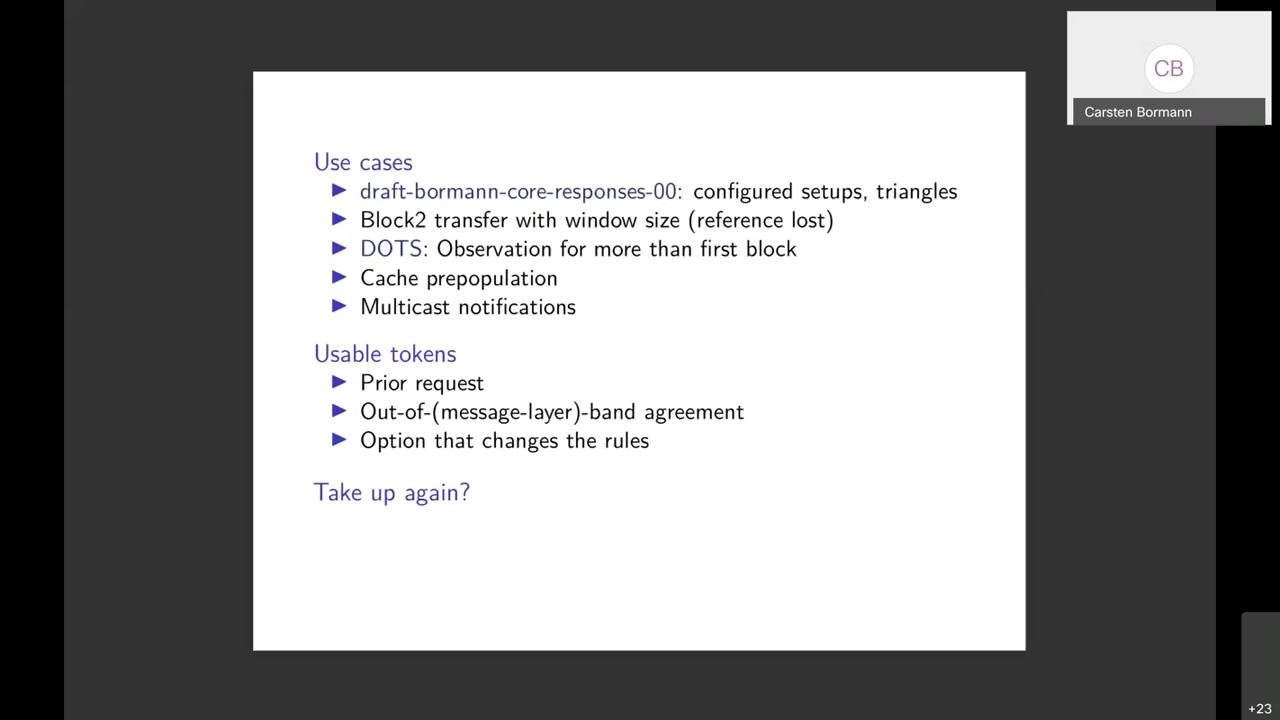 CB
Carsten Bormann
Use cases
▶ draft-bormann-core-responses-00: configured setups, triangles
▶ Block2 transfer with window size (reference lost)
▶ DOTS: Observation for more than first block
▶ Cache prepopulation
▶ Multicast notifications
Usable tokens
▶ Prior request
▶ Out-of-(message-layer)-band agreement
▶ Option that changes the rules
Take up again?
+23